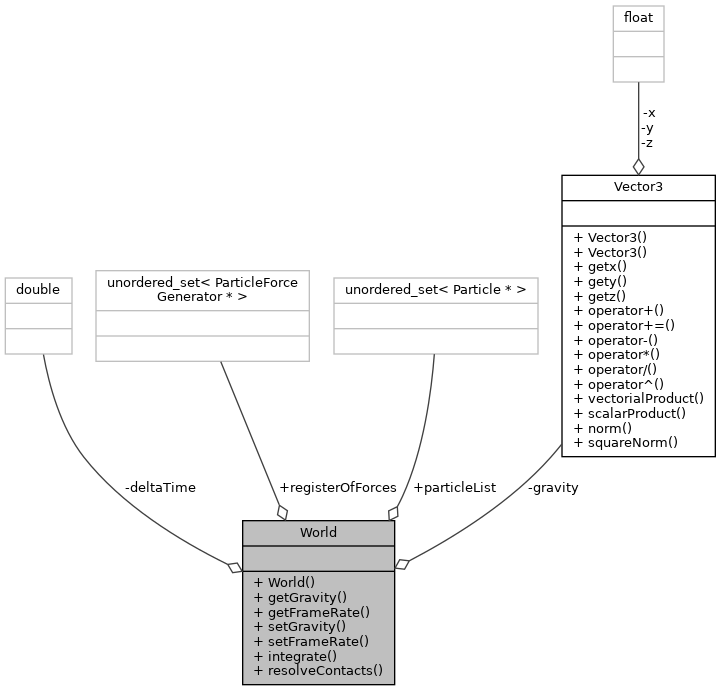 float
-x
-y
-z
Vector3
+ Vector3()
+ Vector3()
+ getx()
+ gety()
+ getz()
+ operator+()
+ operator+=()
+ operator-()
+ operator*()
+ operator/()
+ operator^()
+ vectorialProduct()
+ scalarProduct()
+ norm()
+ squareNorm()
double
unordered_set< ParticleForce
Generator * >
unordered_set< Particle * >
-deltaTime
+registerOfForces
+particleList
-gravity
World
+ World()
+ getGravity()
+ getFrameRate()
+ setGravity()
+ setFrameRate()
+ integrate()
+ resolveContacts()